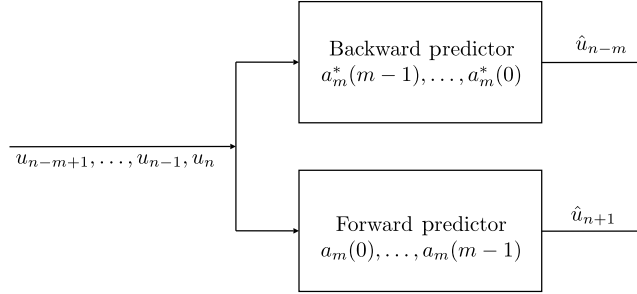 Backward predictor
a*_m(m − 1), . . . , a*_m(0)
û_{n−m}
u_{n−m+1}, . . . , u_{n−1}, u_n
Forward predictor
a_m(0), . . . , a_m(m − 1)
û_{n+1}